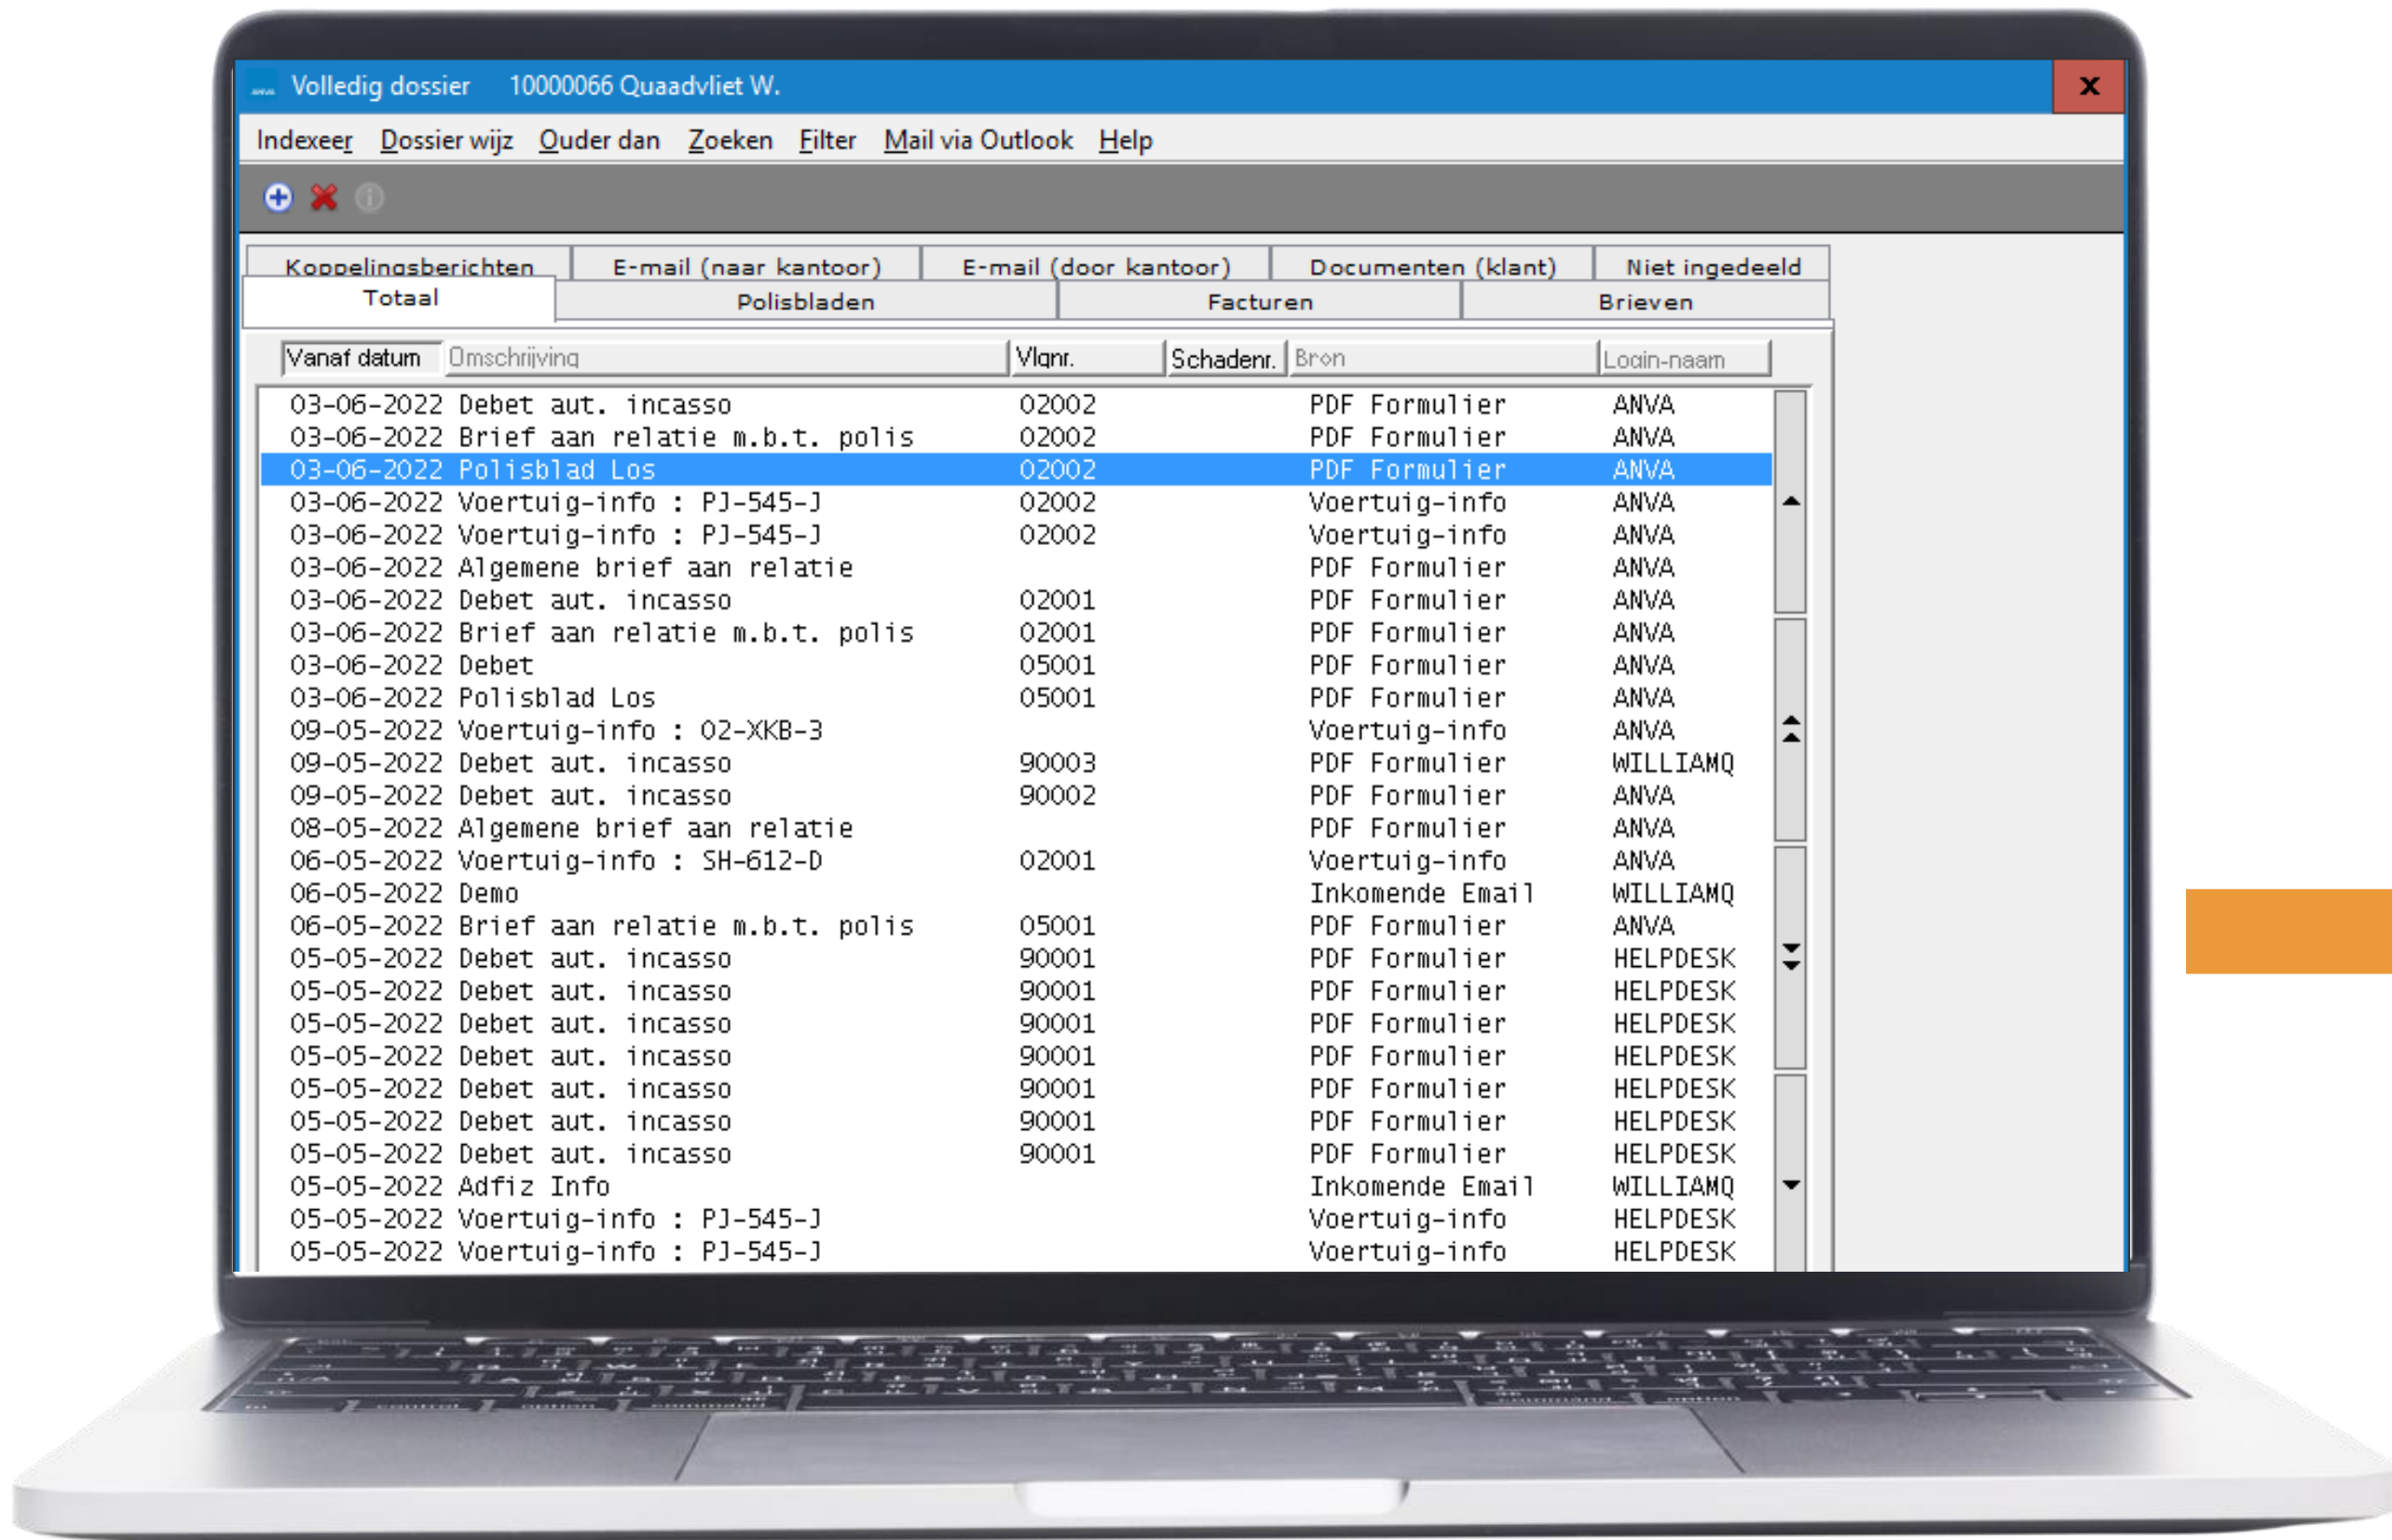 Volledig dossier 10000066 Quaadvliet W.
Indexeer Dossier wijz Ouder dan Zoeken Filter Mail via Outlook Help
Koppelingsberichten E-mail (naar kantoor) E-mail (door kantoor) Documenten (klant) Niet ingedeeld
Totaal Polisbladen Facturen Brieven
Vanaf datum Omschrijving Vlgnr. Schadenr. Bron Login-naam
03-06-2022 Debet aut. incasso 02002 PDF Formulier ANVA
03-06-2022 Brief aan relatie m.b.t. polis 02002 PDF Formulier ANVA
03-06-2022 Polisblad Los 02002 PDF Formulier ANVA
03-06-2022 Voertuig-info : PJ-545-J 02002 Voertuig-info ANVA
03-06-2022 Voertuig-info : PJ-545-J 02002 Voertuig-info ANVA
03-06-2022 Algemene brief aan relatie PDF Formulier ANVA
03-06-2022 Debet aut. incasso 02001 PDF Formulier ANVA
03-06-2022 Brief aan relatie m.b.t. polis 02001 PDF Formulier ANVA
03-06-2022 Debet 05001 PDF Formulier ANVA
03-06-2022 Polisblad Los 05001 PDF Formulier ANVA
09-05-2022 Voertuig-info : 02-XKB-3 Voertuig-info ANVA
09-05-2022 Debet aut. incasso 90003 PDF Formulier WILLIAMQ
09-05-2022 Debet aut. incasso 90002 PDF Formulier ANVA
08-05-2022 Algemene brief aan relatie PDF Formulier ANVA
06-05-2022 Voertuig-info : SH-612-D 02001 Voertuig-info ANVA
06-05-2022 Demo Inkomende Email WILLIAMQ
06-05-2022 Brief aan relatie m.b.t. polis 05001 PDF Formulier ANVA
05-05-2022 Debet aut. incasso 90001 PDF Formulier HELPDESK
05-05-2022 Debet aut. incasso 90001 PDF Formulier HELPDESK
05-05-2022 Debet aut. incasso 90001 PDF Formulier HELPDESK
05-05-2022 Debet aut. incasso 90001 PDF Formulier HELPDESK
05-05-2022 Debet aut. incasso 90001 PDF Formulier HELPDESK
05-05-2022 Debet aut. incasso 90001 PDF Formulier HELPDESK
05-05-2022 Debet aut. incasso 90001 PDF Formulier HELPDESK
05-05-2022 Adfiz Info Inkomende Email WILLIAMQ
05-05-2022 Voertuig-info : PJ-545-J Voertuig-info HELPDESK
05-05-2022 Voertuig-info : PJ-545-J Voertuig-info HELPDESK
control option command command option